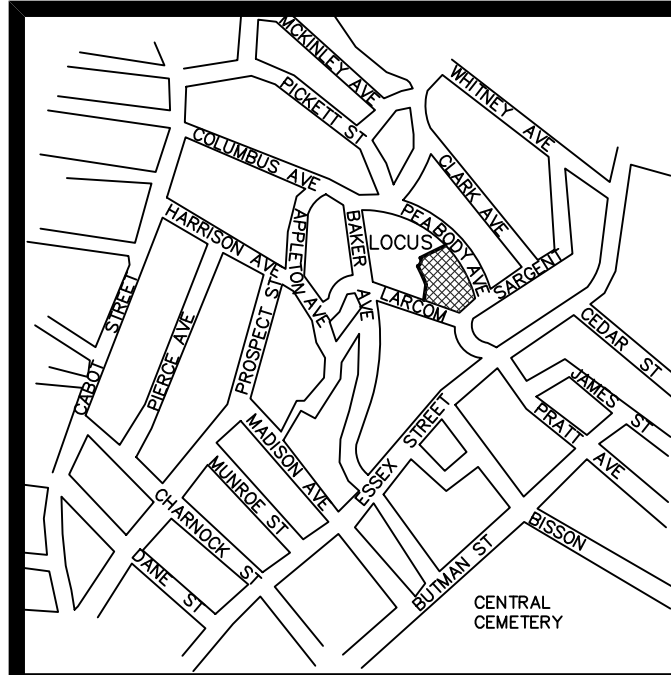 MCKINLEY AVE
WHITNEY AVE
PICKETT ST
COLUMBUS AVE
CLARK AVE
PEABODY AVE
HARRISON AVE
APPLETON AVE
BAKER AVE
LOCUS
SARGENT
LARCOM
CABOT STREET
PIERCE AVE
PROSPECT ST
CEDAR ST
JAMES ST
PRATT AVE
MADISON AVE
ESSEX STREET
MUNROE ST
CHARNOCK ST
DANE ST
BUTMAN ST
BISSON
CENTRAL
CEMETERY